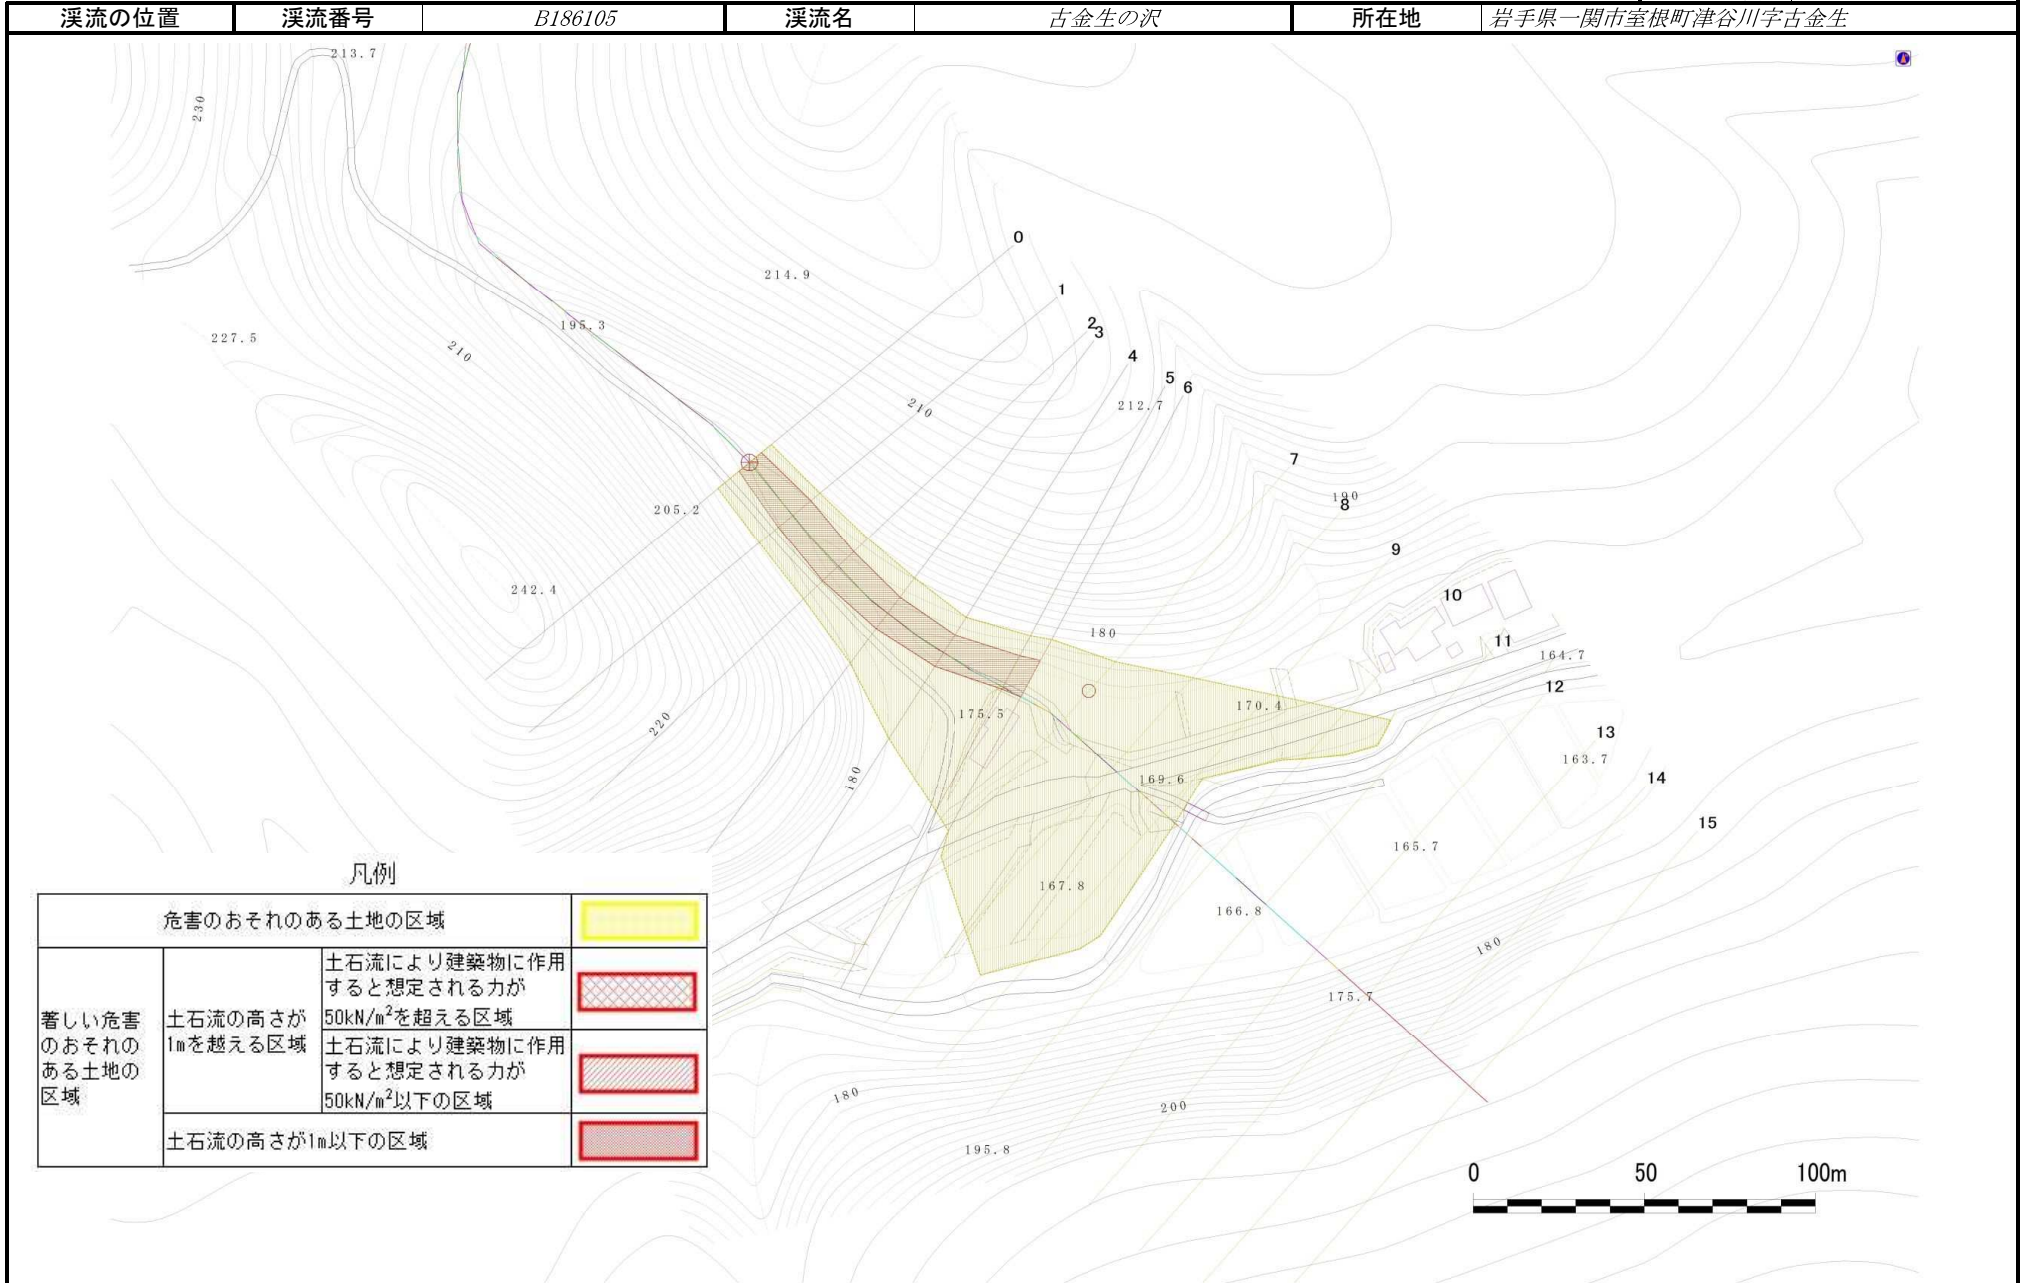 渓流の位置 渓流番号 B186105 渓流名 古金生の沢 所在地 岩手県一関市室根町津谷川字古金生
213.7
230
0
214.9
1
195.3
2
3
227.5
210
4
5
6
210
212.7
7
190
8
205.2
9
242.4
10
180
11
164.7
12
175.5
170.4
220
13
163.7
180
169.6
14
15
165.7
167.8
166.8
180
175.7
180
200
195.8
凡例
危害のおそれのある土地の区域
著しい危害
のおそれの
ある土地の
区域
土石流の高さが
1mを越える区域
土石流により建築物に作用
すると想定される力が
50kN/m²を超える区域
土石流により建築物に作用
すると想定される力が
50kN/m²以下の区域
土石流の高さが1m以下の区域
0 50 100m